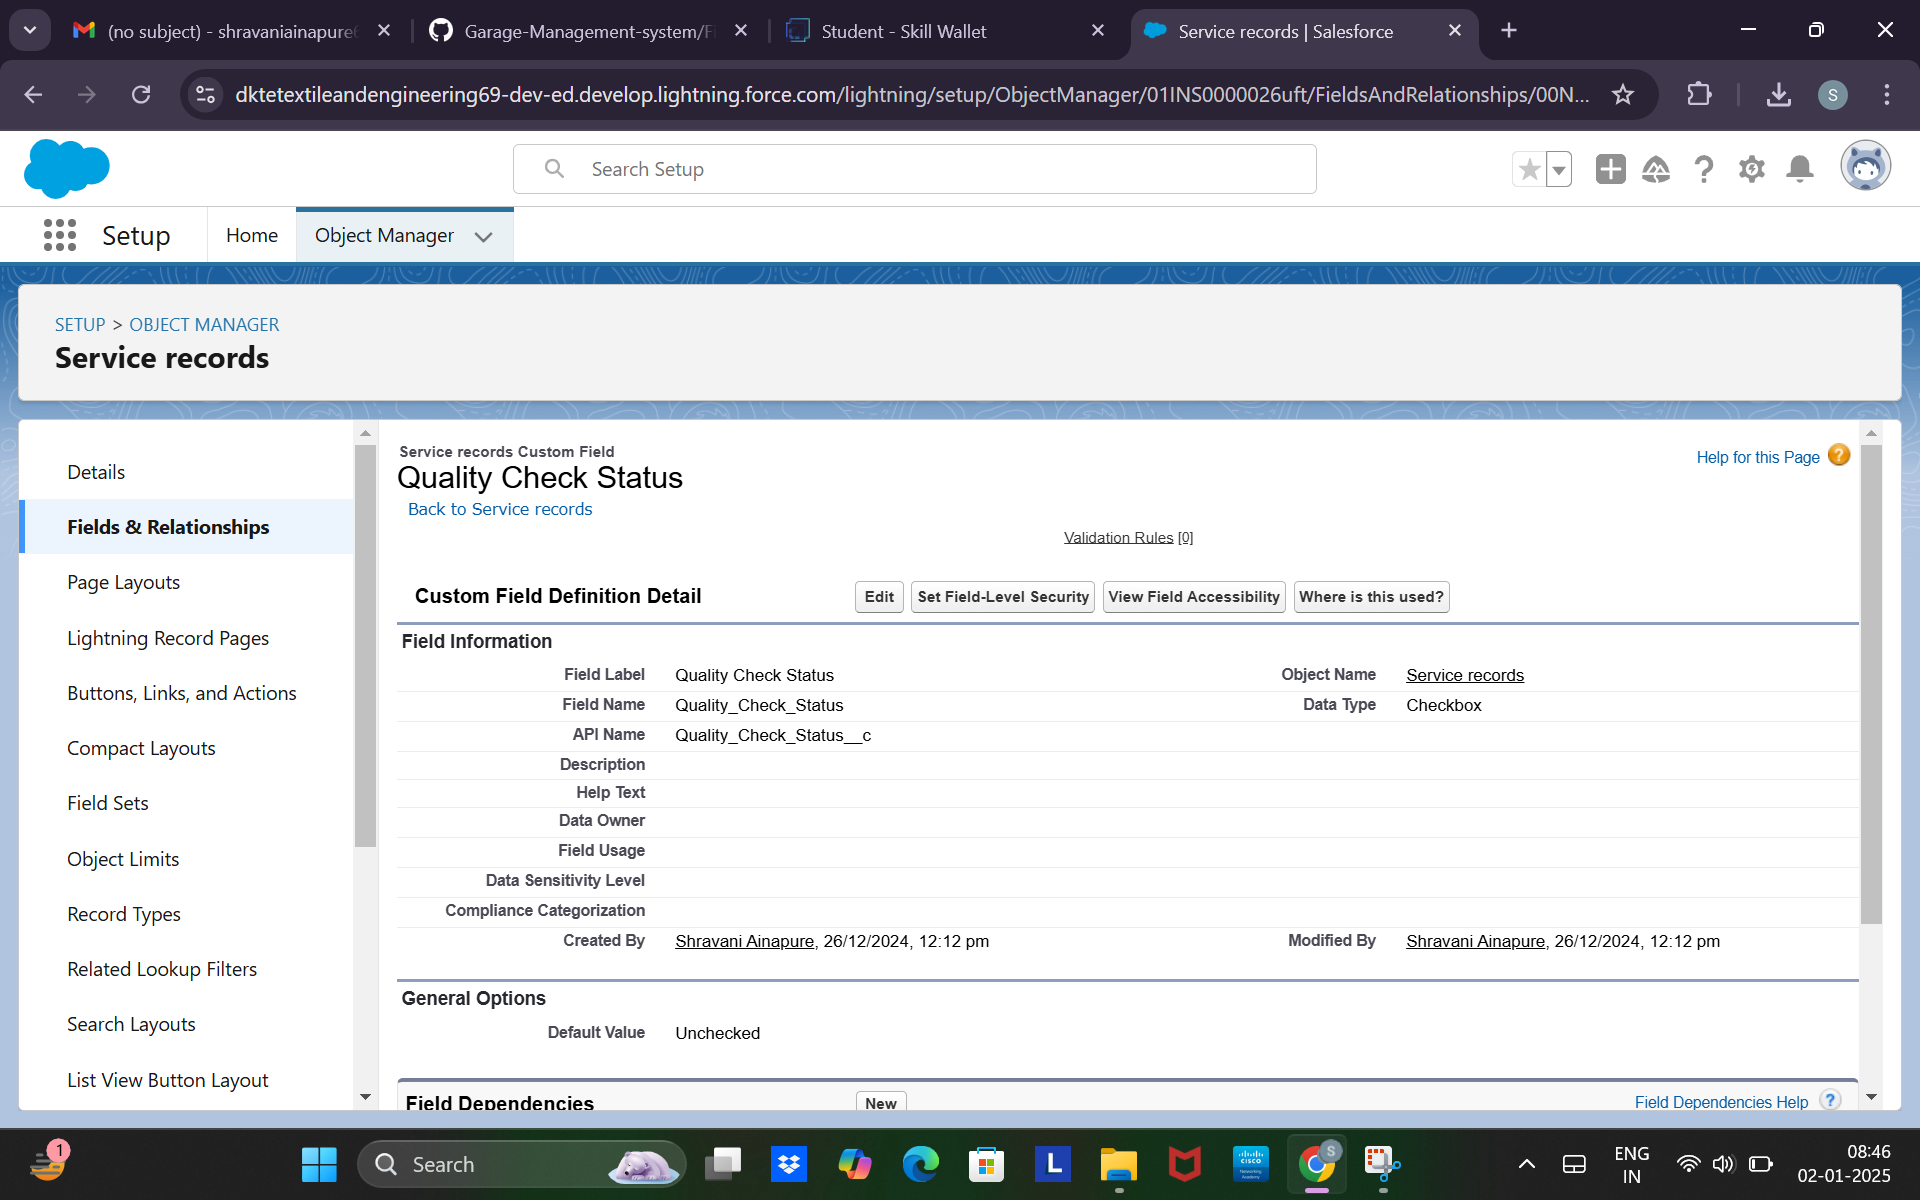 (no subject) - shravaniainapure
Garage-Management-system/Fi
Student - Skill Wallet
Service records | Salesforce
dktetextileandengineering69-dev-ed.develop.lightning.force.com/lightning/setup/ObjectManager/01INS0000026uft/FieldsAndRelationships/00N...
S
Search Setup
Setup
Home
Object Manager
SETUP > OBJECT MANAGER
Service records
Details
Fields & Relationships
Page Layouts
Lightning Record Pages
Buttons, Links, and Actions
Compact Layouts
Field Sets
Object Limits
Record Types
Related Lookup Filters
Search Layouts
List View Button Layout
Service records Custom Field
Quality Check Status
Back to Service records
Help for this Page ?
Validation Rules [0]
Custom Field Definition Detail
Edit
Set Field-Level Security
View Field Accessibility
Where is this used?
Field Information
Field Label Quality Check Status Object Name Service records
Field Name Quality_Check_Status Data Type Checkbox
API Name Quality_Check_Status__c
Description
Help Text
Data Owner
Field Usage
Data Sensitivity Level
Compliance Categorization
Created By Shravani Ainapure, 26/12/2024, 12:12 pm Modified By Shravani Ainapure, 26/12/2024, 12:12 pm
General Options
Default Value Unchecked
Field Dependencies
New
Field Dependencies Help ?
1
Search
L
CISCO
S
ENG
IN
08:46
02-01-2025